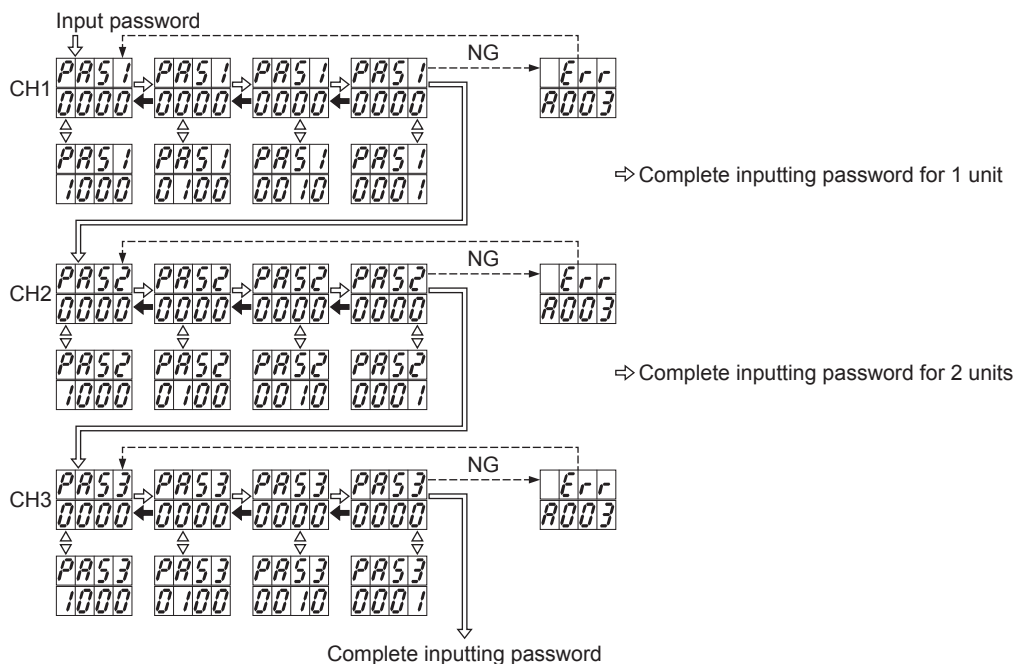 Input password
NG
PAS1 PAS1 PAS1 PAS1 Err
CH1
0000 0000 0000 0000 A003
PAS1 PAS1 PAS1 PAS1
1000 0100 0010 0001
Complete inputting password for 1 unit
NG
PAS2 PAS2 PAS2 PAS2 Err
CH2
0000 0000 0000 0000 A003
PAS2 PAS2 PAS2 PAS2
1000 0100 0010 0001
Complete inputting password for 2 units
NG
PAS3 PAS3 PAS3 PAS3 Err
CH3
0000 0000 0000 0000 A003
PAS3 PAS3 PAS3 PAS3
1000 0100 0010 0001
Complete inputting password